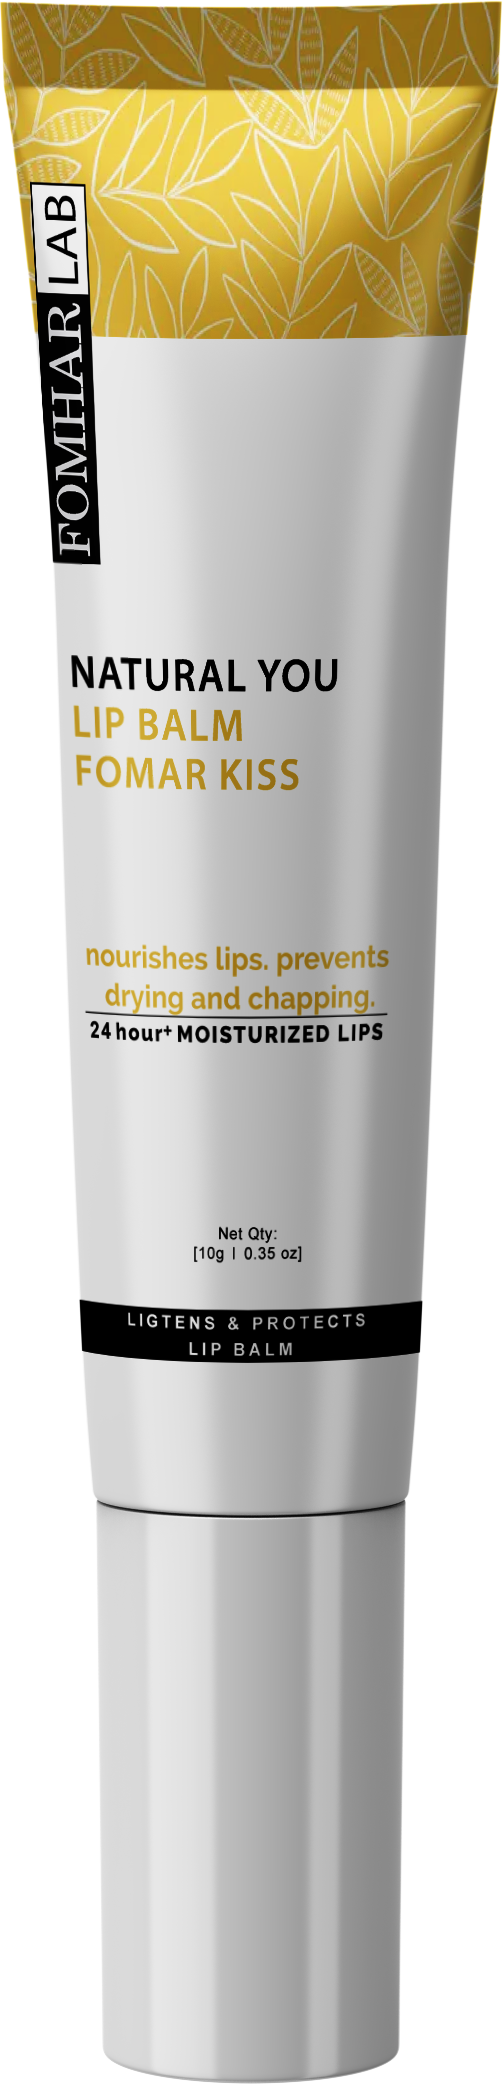 FOMHAR LAB
NATURAL YOU
LIP BALM
FOMAR KISS
nourishes lips. prevents
drying and chapping.
24 hour+ MOISTURIZED LIPS
Net Qty:
[10g | 0.35 oz]
LIGTENS & PROTECTS
LIP BALM